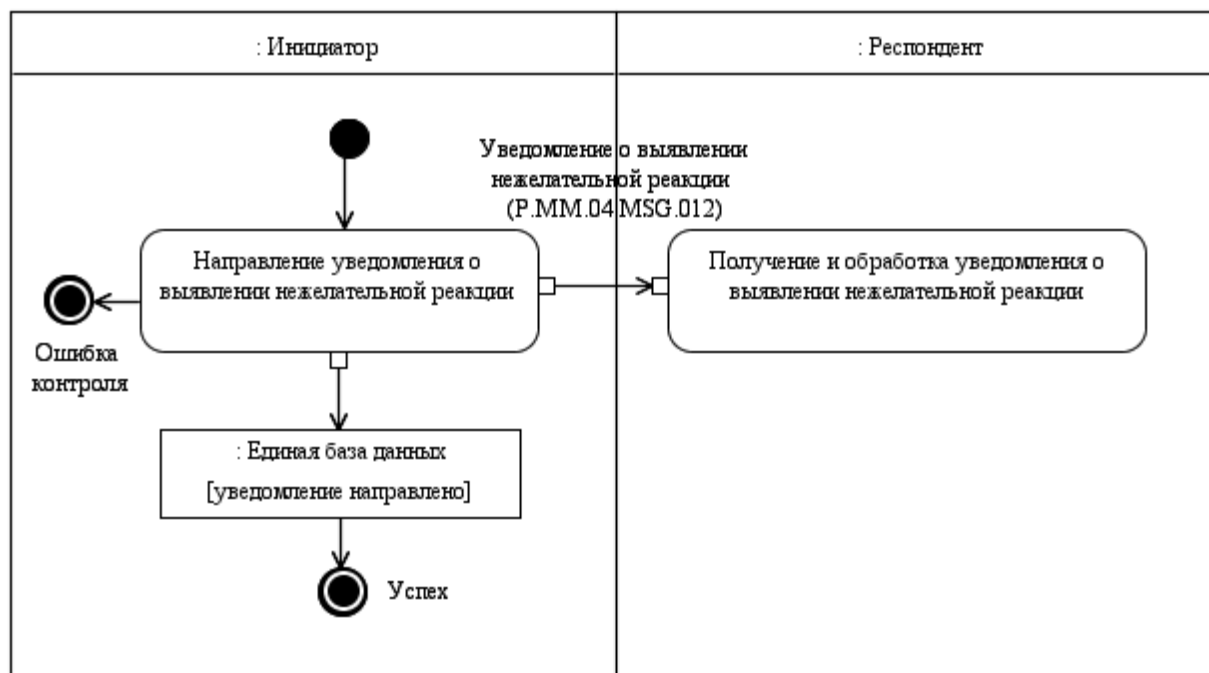 : Инициатор
: Респондент
Уведомление о выявлении
нежелательной реакции
(P.MM.04.MSG.012)
Направление уведомления о
выявлении нежелательной реакции
Получение и обработка уведомления о
выявлении нежелательной реакции
Ошибка
контроля
: Единая база данных
[уведомление направлено]
Успех